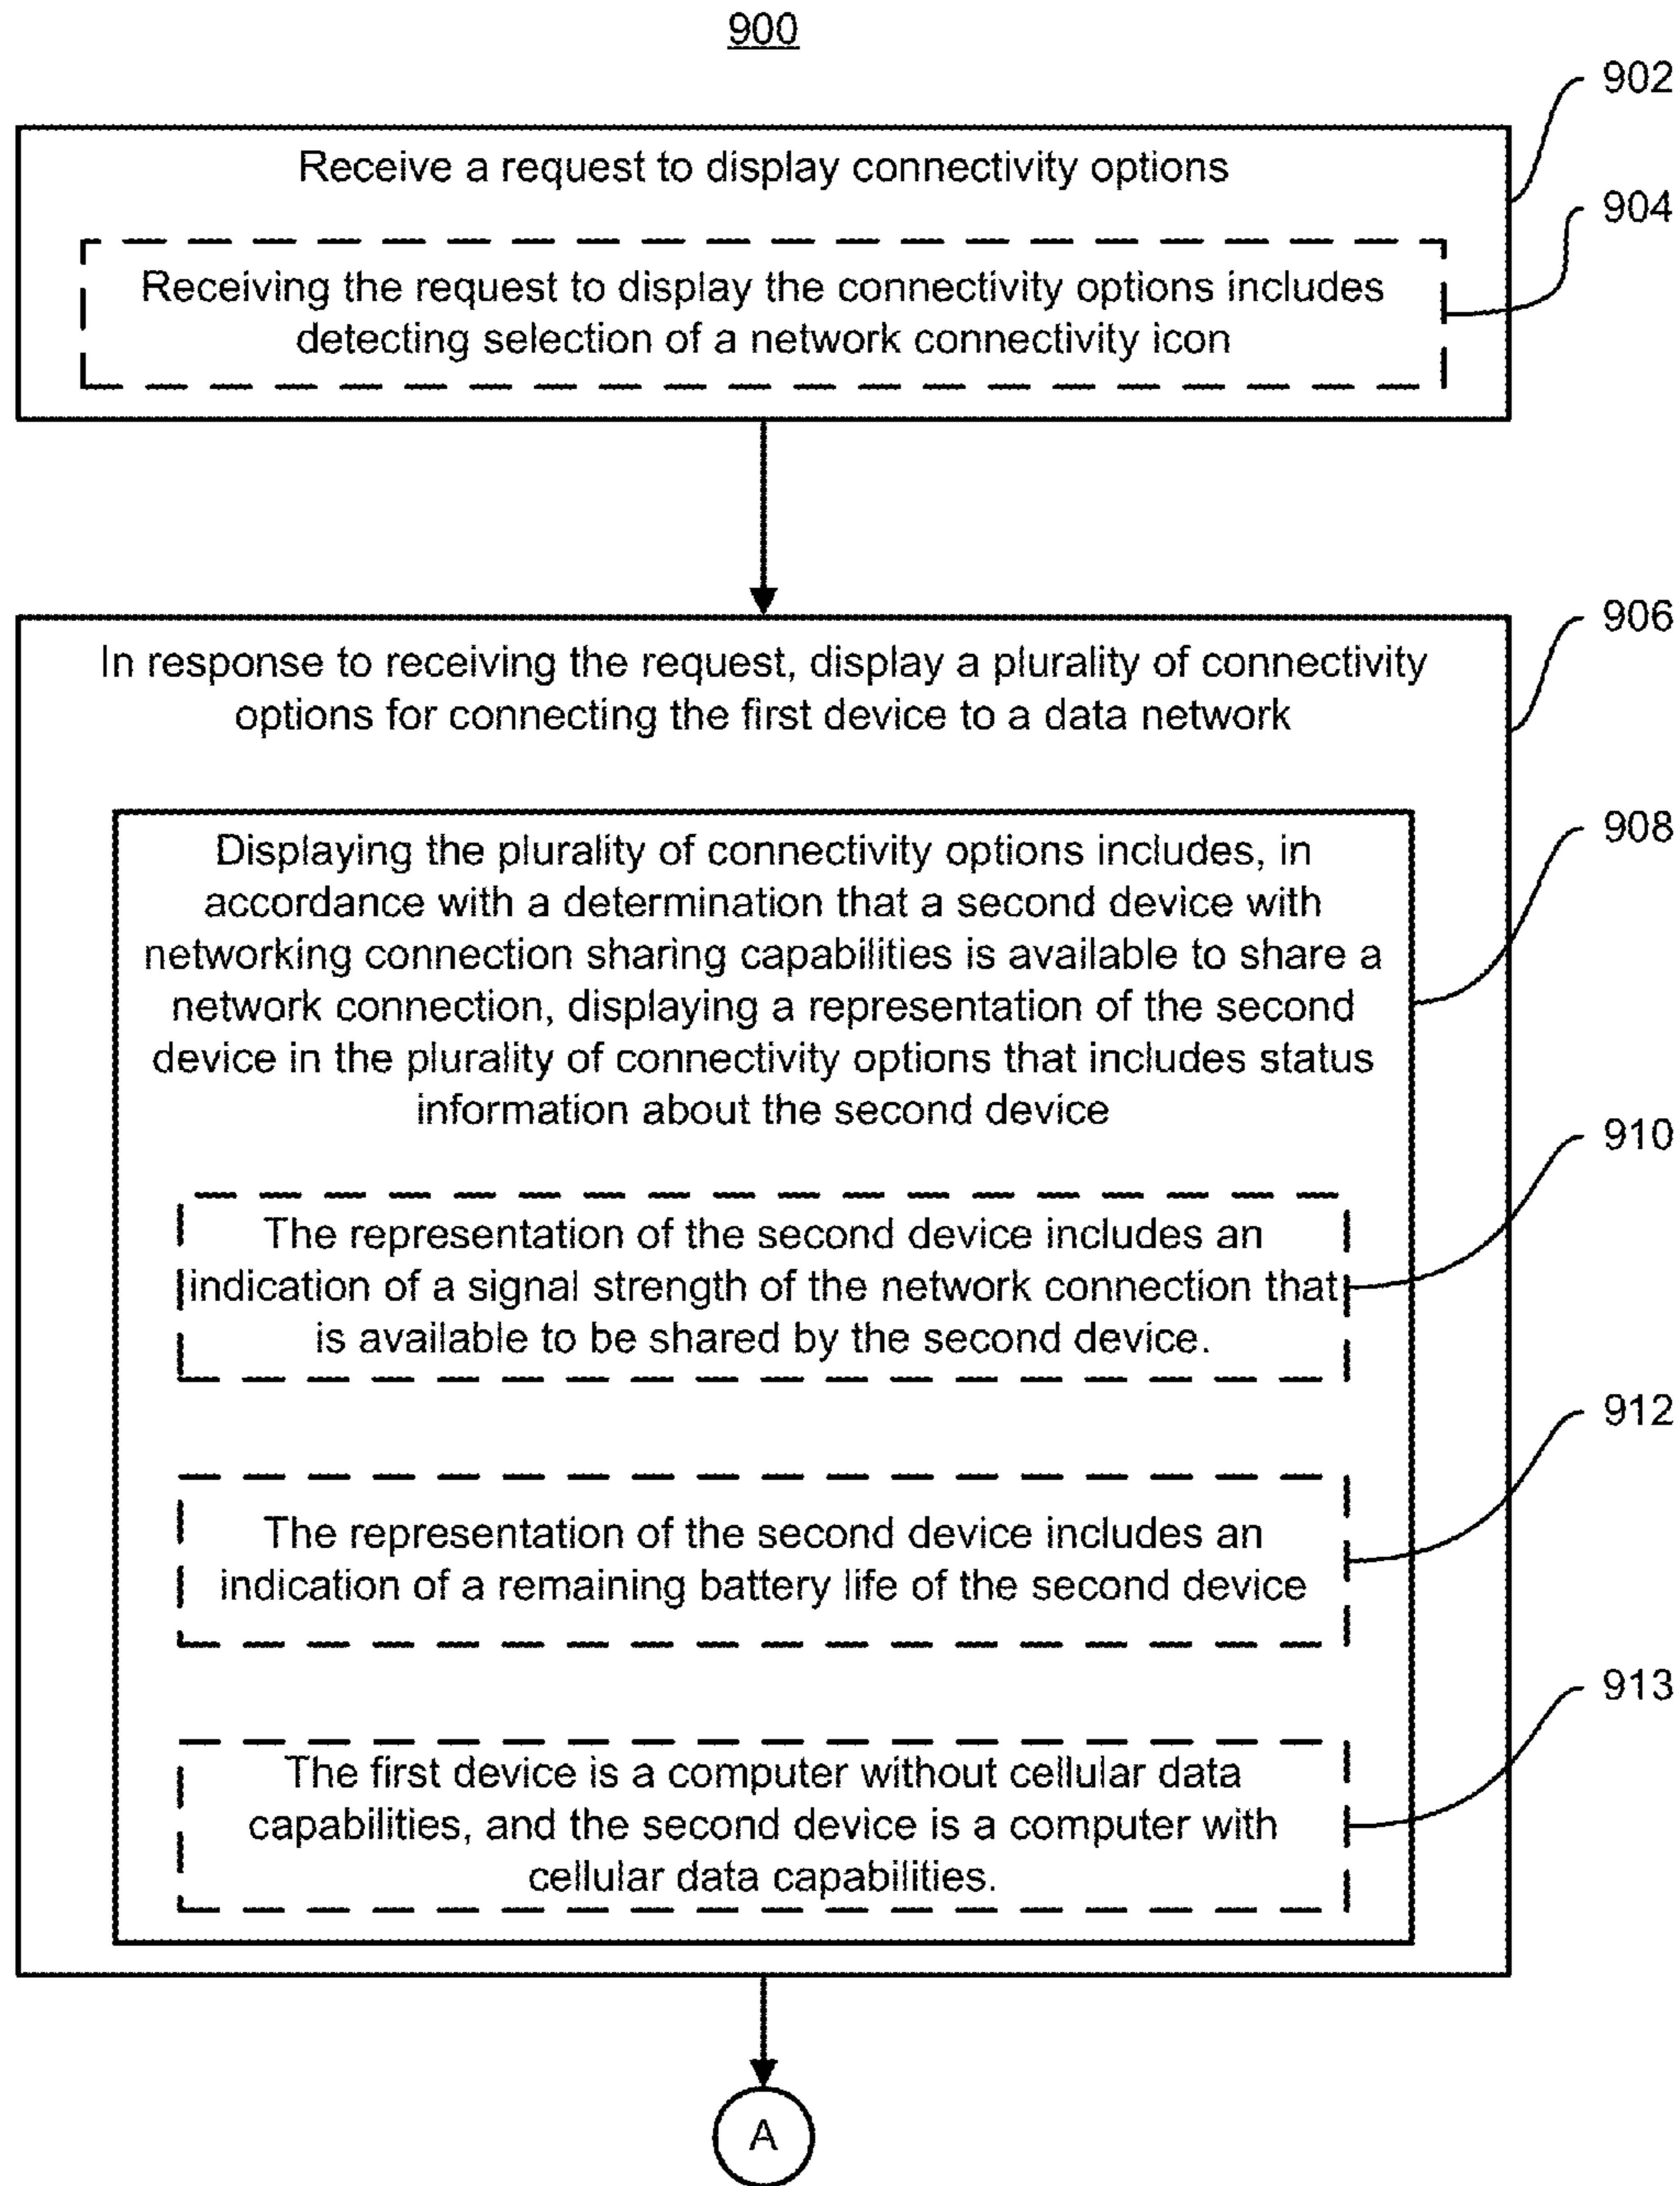 900
902
Receive a request to display connectivity options
904
Receiving the request to display the connectivity options includes
detecting selection of a network connectivity icon
906
In response to receiving the request, display a plurality of connectivity
options for connecting the first device to a data network
908
Displaying the plurality of connectivity options includes, in
accordance with a determination that a second device with
networking connection sharing capabilities is available to share a
network connection, displaying a representation of the second
device in the plurality of connectivity options that includes status
information about the second device
910
The representation of the second device includes an
indication of a signal strength of the network connection that
is available to be shared by the second device.
912
The representation of the second device includes an
indication of a remaining battery life of the second device
913
The first device is a computer without cellular data
capabilities, and the second device is a computer with
cellular data capabilities.
A